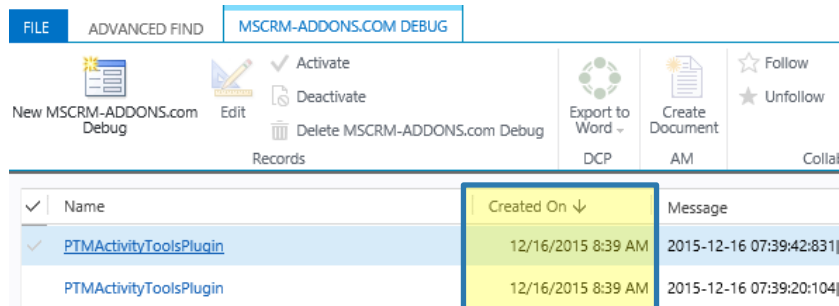 FILE
ADVANCED FIND
MSCRM-ADDONS.COM DEBUG
New MSCRM-ADDONS.com
Debug
Edit
Activate
Deactivate
Delete MSCRM-ADDONS.com Debug
Records
Export to
Word
DCP
Create
Document
AM
Follow
Unfollow
Collab
Name
Created On
Message
PTMActivityToolsPlugin
12/16/2015 8:39 AM
2015-12-16 07:39:42:831|
PTMActivityToolsPlugin
12/16/2015 8:39 AM
2015-12-16 07:39:20:104|